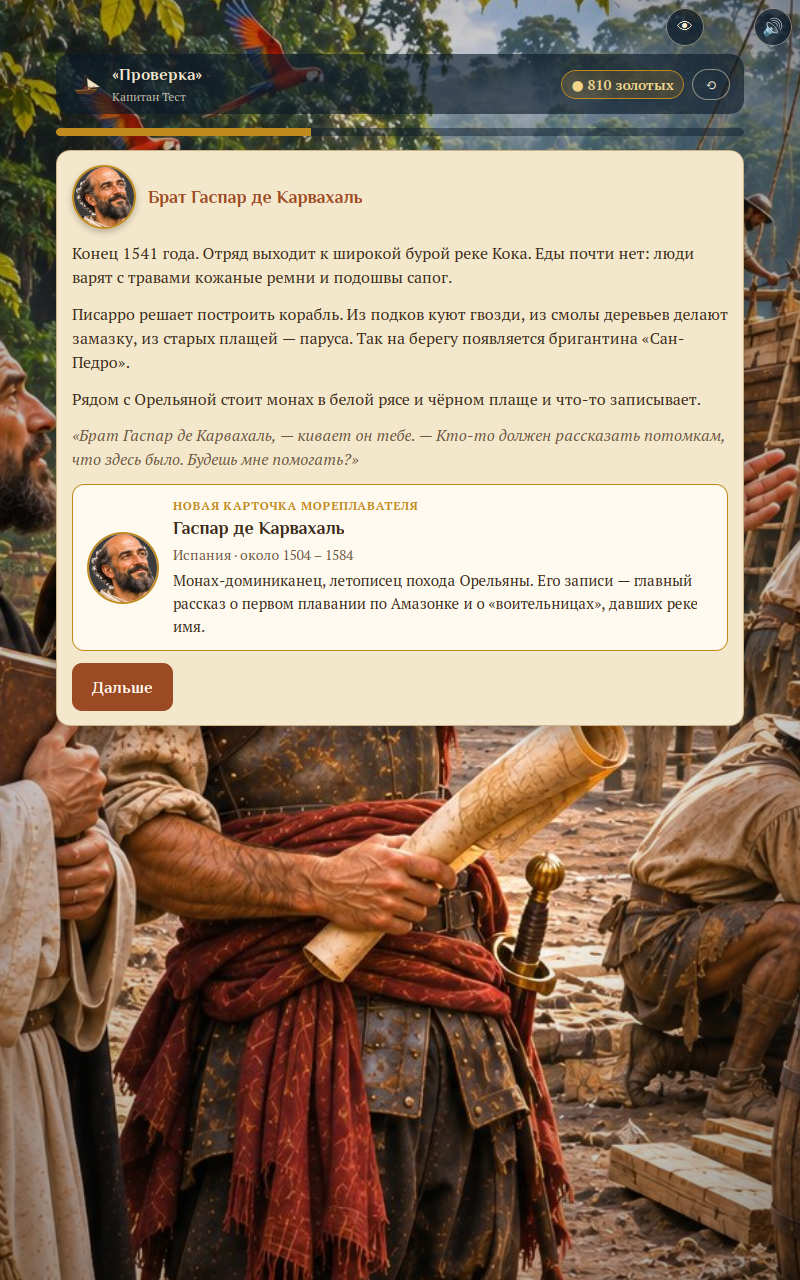 «Проверка»
Капитан Тест
810 золотых
Брат Гаспар де Карвахаль
Конец 1541 года. Отряд выходит к широкой бурой реке Кока. Еды почти нет: люди
варят с травами кожаные ремни и подошвы сапог.
Писарро решает построить корабль. Из подков куют гвозди, из смолы деревьев делают
замазку, из старых плащей — паруса. Так на берегу появляется бригантина «Сан-
Педро».
Рядом с Орельяной стоит монах в белой рясе и чёрном плаще и что-то записывает.
«Брат Гаспар де Карвахаль, — кивает он тебе. — Кто-то должен рассказать потомкам,
что здесь было. Будешь мне помогать?»
НОВАЯ КАРТОЧКА МОРЕПЛАВАТЕЛЯ
Гаспар де Карвахаль
Испания · около 1504 – 1584
Монах-доминиканец, летописец похода Орельяны. Его записи — главный
рассказ о первом плавании по Амазонке и о «воительницах», давших реке
имя.
Дальше